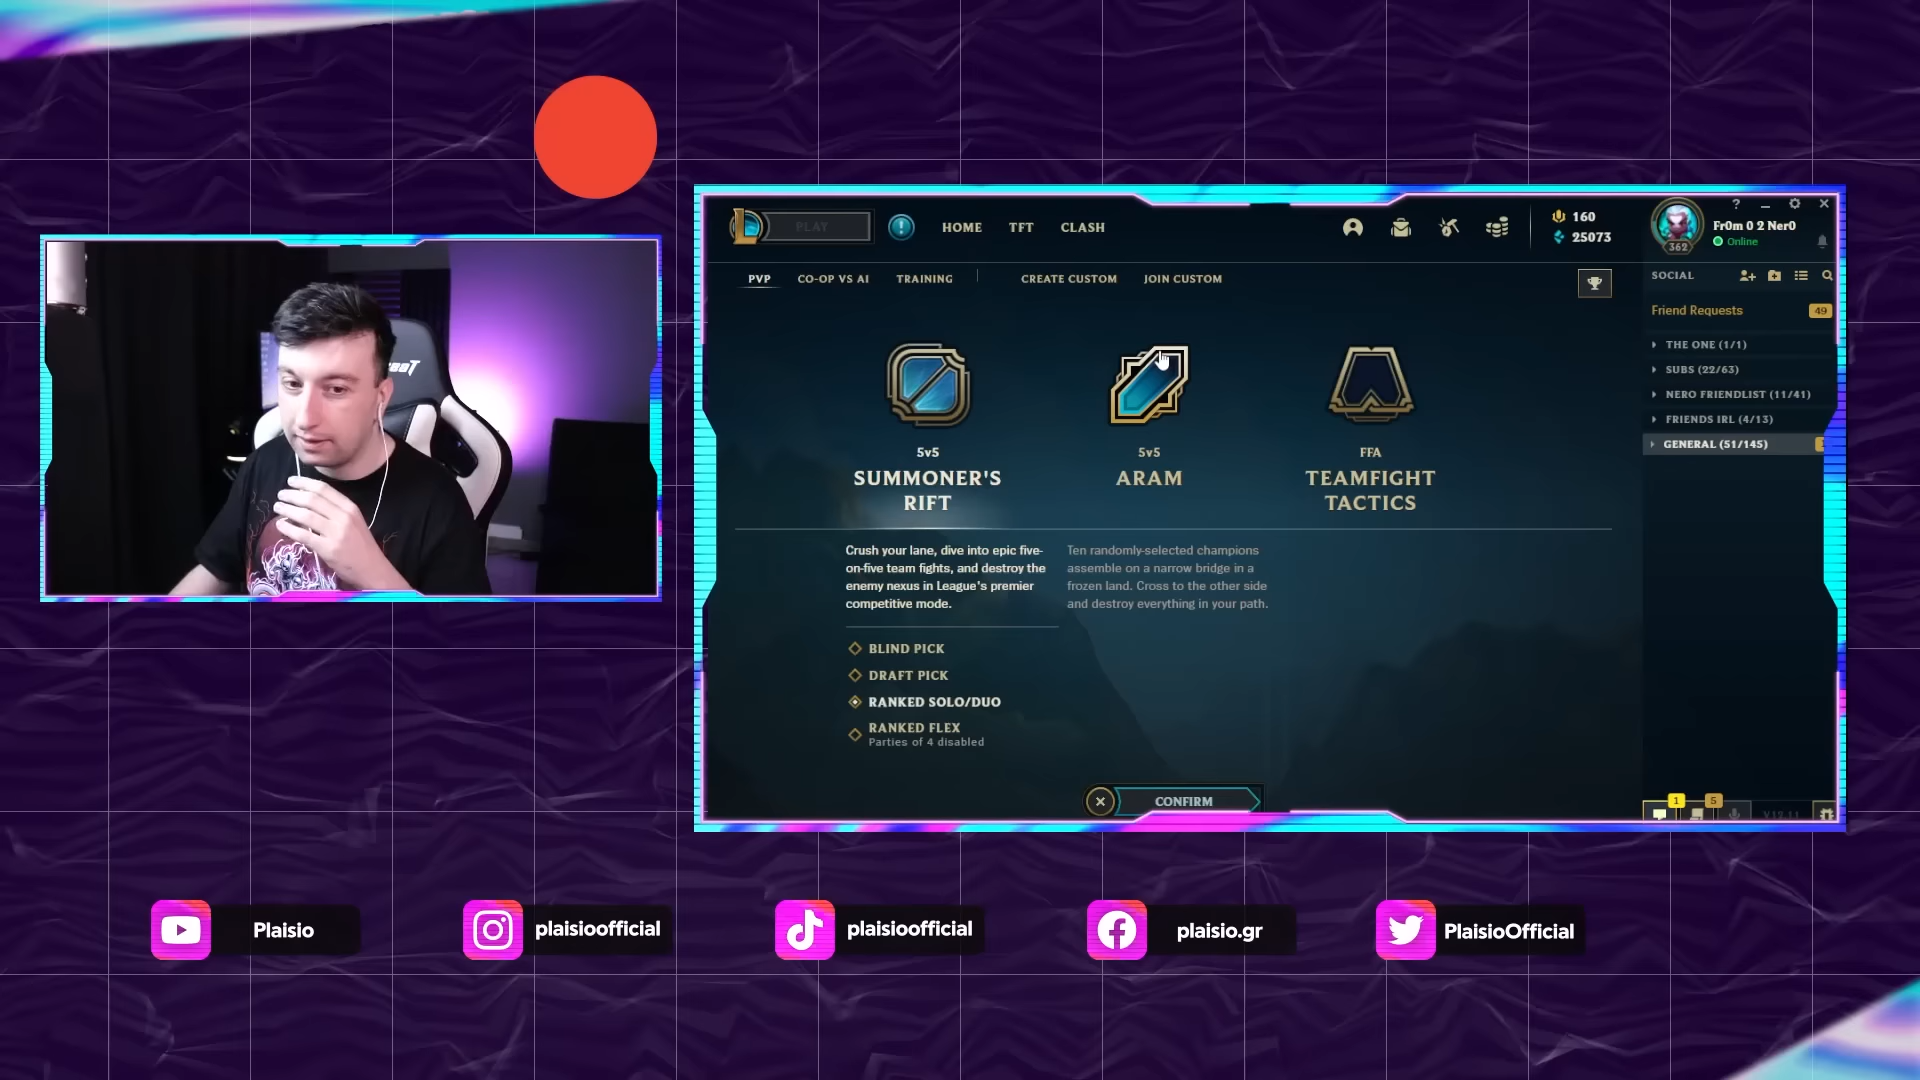 PLAY
HOME
TFT
CLASH
160
25073
362
Fr0m 0 2 Ner0
Online
PVP
CO-OP VS AI
TRAINING
CREATE CUSTOM
JOIN CUSTOM
SOCIAL
Friend Requests
49
THE ONE (1/1)
SUBS (22/63)
NERO FRIENDLIST (11/41)
FRIENDS IRL (4/13)
GENERAL (51/145)
5v5
SUMMONER'S
RIFT
5v5
ARAM
FFA
TEAMFIGHT
TACTICS
Crush your lane, dive into epic five-
on-five team fights, and destroy the
enemy nexus in League's premier
competitive mode.
Ten randomly-selected champions
assemble on a narrow bridge in a
frozen land. Cross to the other side
and destroy everything in your path.
BLIND PICK
DRAFT PICK
RANKED SOLO/DUO
RANKED FLEX
Parties of 4 disabled
CONFIRM
1
5
V12.11
Plaisio
plaisioofficial
plaisioofficial
plaisio.gr
PlaisioOfficial